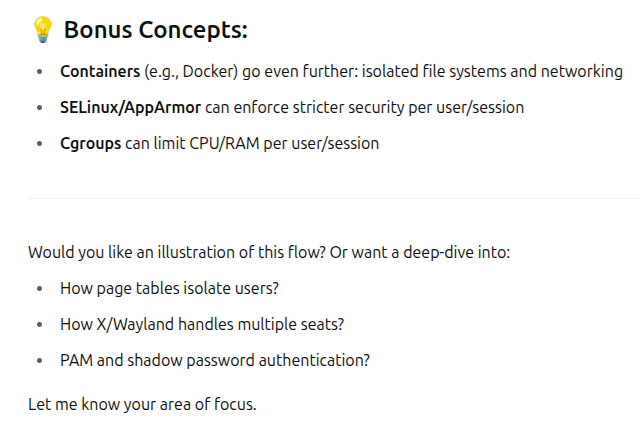 💡 Bonus Concepts:
• Containers (e.g., Docker) go even further: isolated file systems and networking
• SELinux/AppArmor can enforce stricter security per user/session
• Cgroups can limit CPU/RAM per user/session
Would you like an illustration of this flow? Or want a deep-dive into:
• How page tables isolate users?
• How X/Wayland handles multiple seats?
• PAM and shadow password authentication?
Let me know your area of focus.